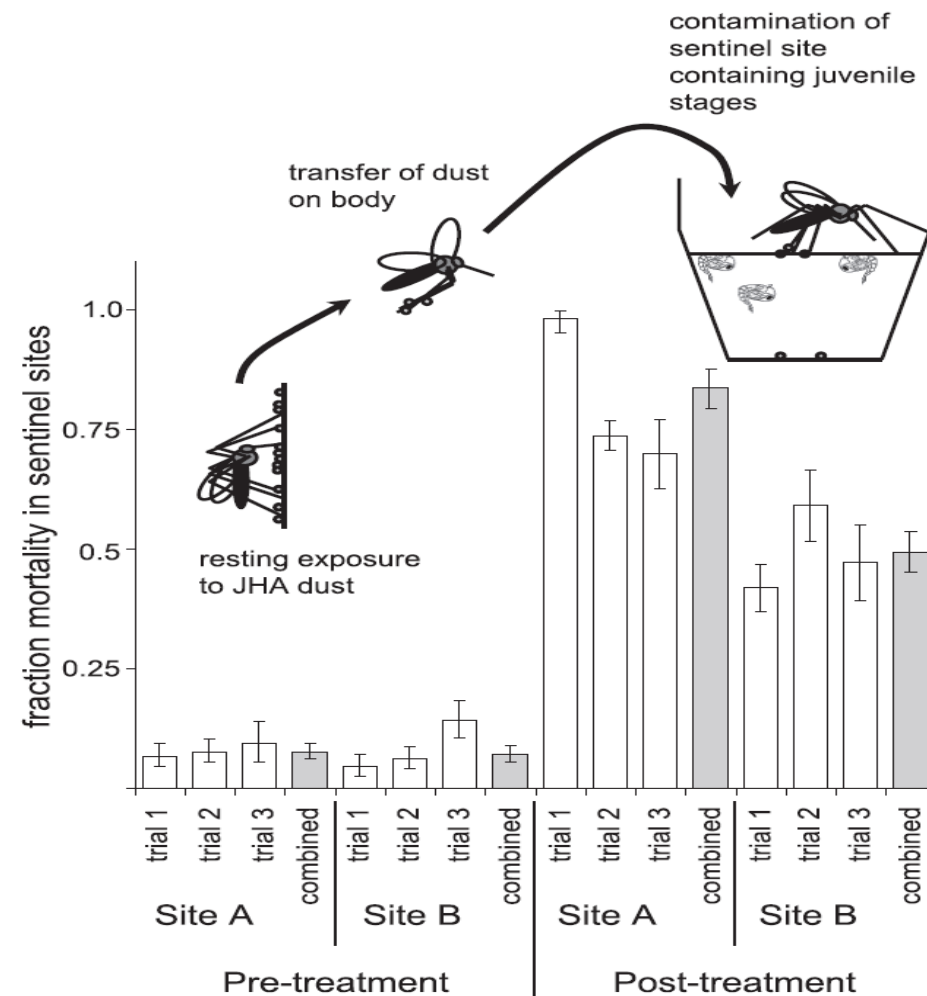 contamination of
sentinel site
containing juvenile
stages
transfer of dust
on body
resting exposure
to JHA dust
fraction mortality in sentinel sites
1.0
0.75
0.5
0.25
trial 1
trial 2
trial 3
combined
trial 1
trial 2
trial 3
combined
trial 1
trial 2
trial 3
combined
trial 1
trial 2
trial 3
combined
Site A
Site B
Site A
Site B
Pre-treatment
Post-treatment